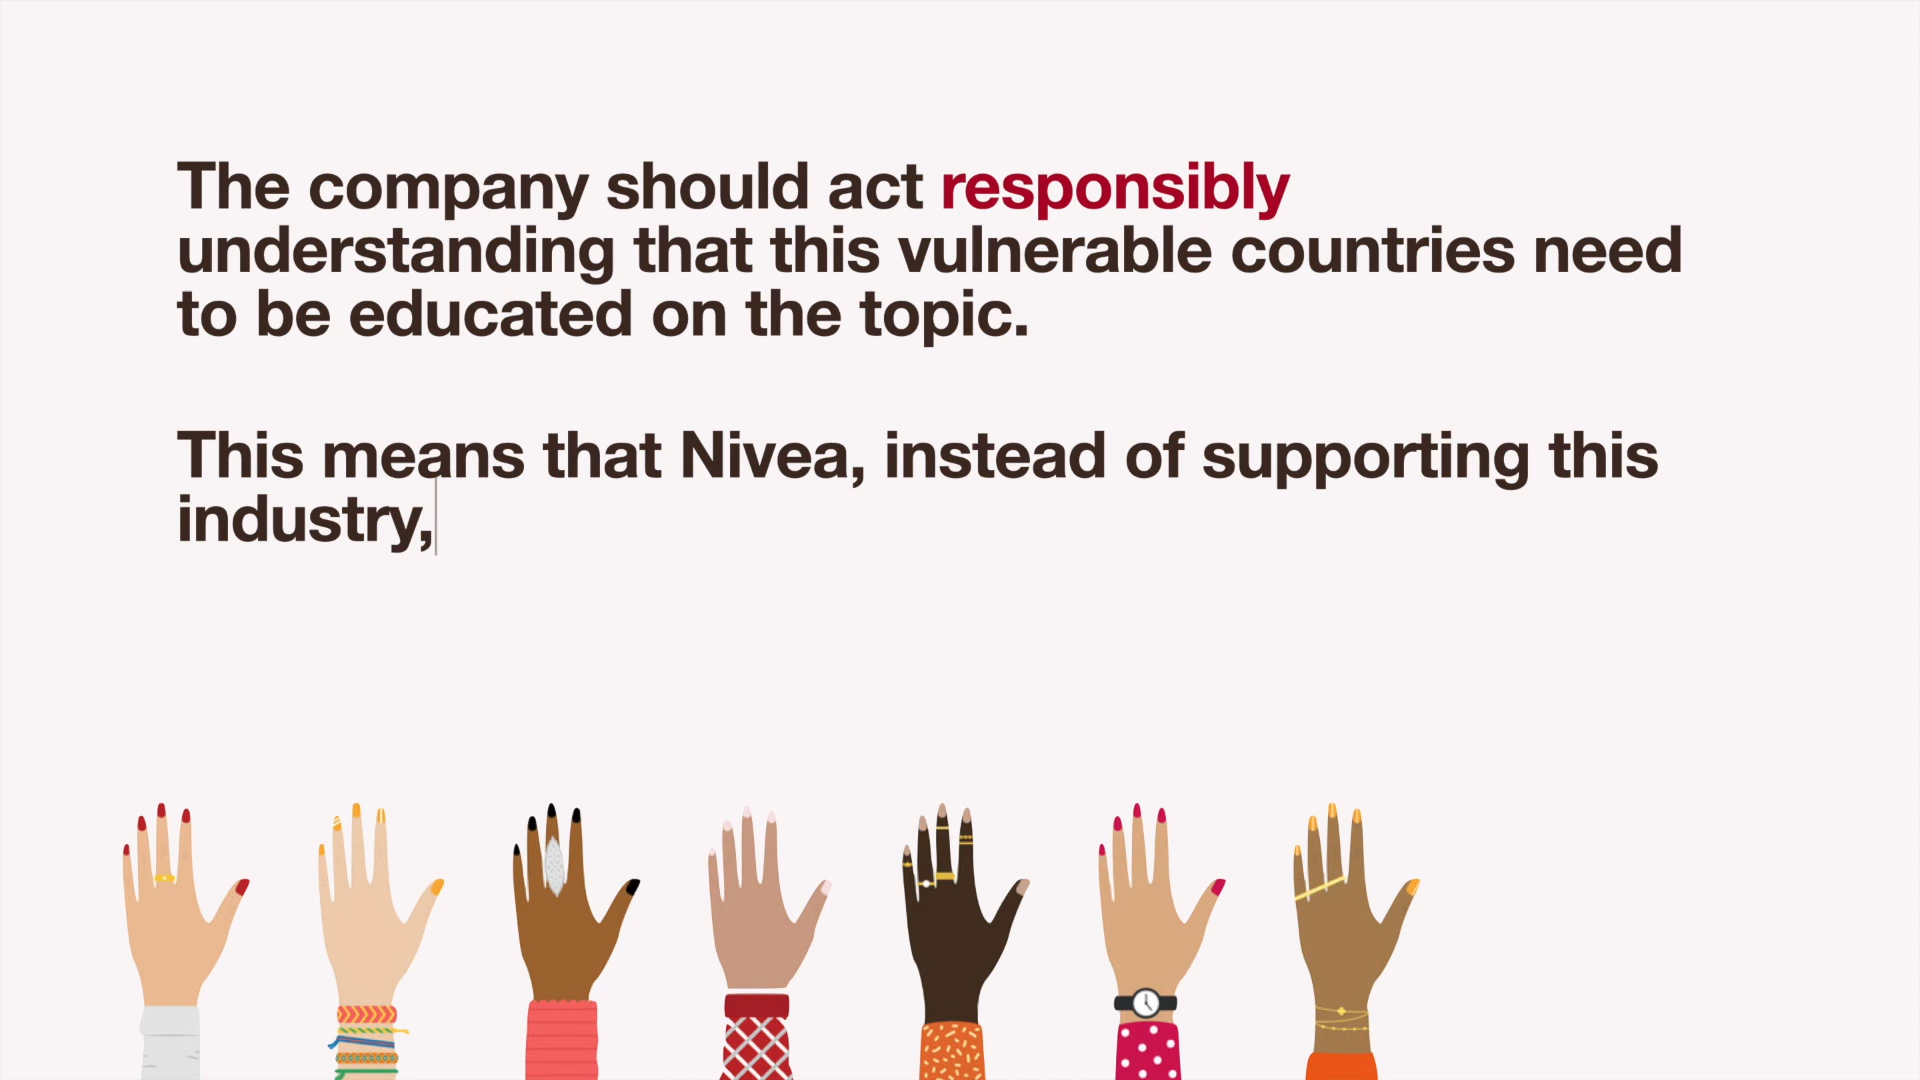 The company should act responsibly
understanding that this vulnerable countries need
to be educated on the topic.
This means that Nivea, instead of supporting this
industry,